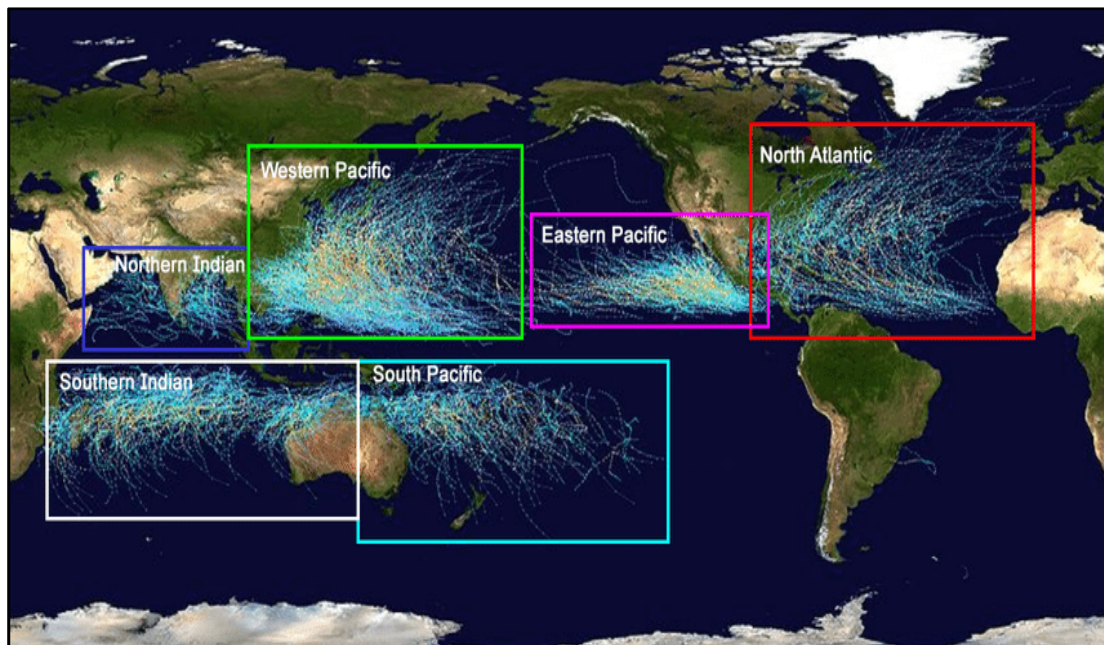 North Atlantic
Western Pacific
Eastern Pacific
Northern Indian
Southern Indian
South Pacific